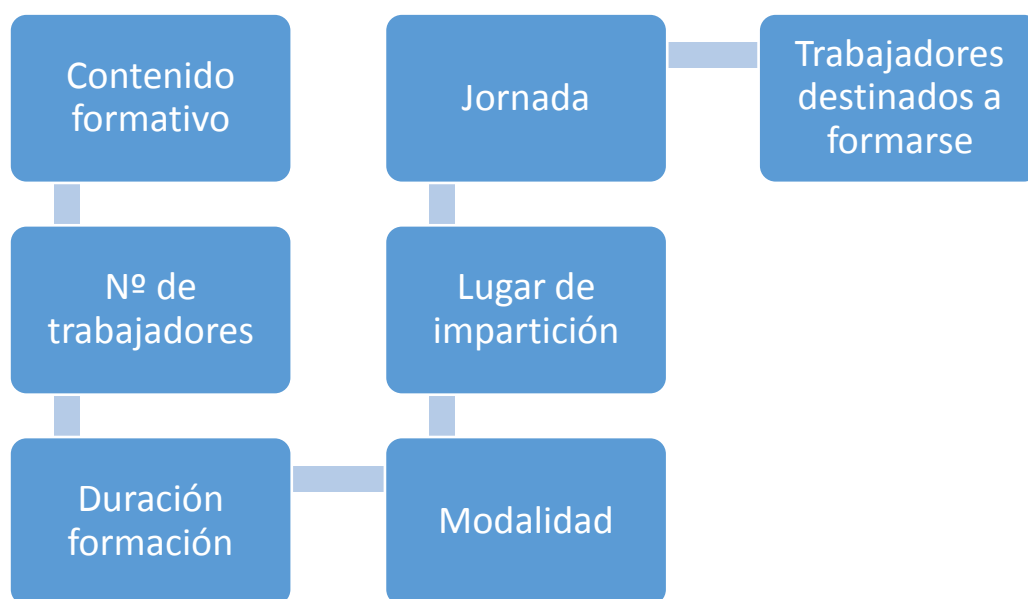 Contenido
formativo
Nº de
trabajadores
Duración
formación
Modalidad
Lugar de
impartición
Jornada
Trabajadores
destinados a
formarse